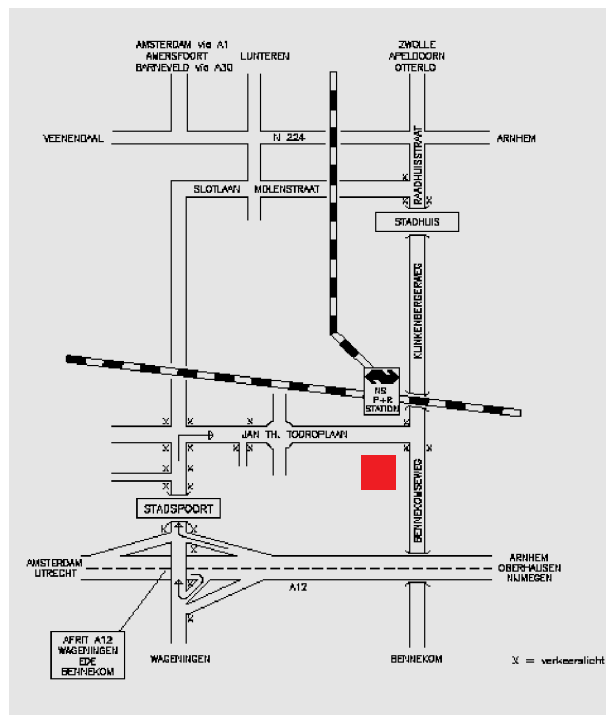 AMSTERDAM via A1
AMERSFOORT
BARNEVELD via A30
LUNTEREN
ZWOLLE
APELDOORN
OTTERLO
VEENENDAAL
N 224
ARNHEM
RAADHUISSTRAAT
SLOTLAAN
MOLENSTRAAT
STADHUIS
KLINKENBERGERWEG
NS
P+R
STATION
JAN TH. TOOROPLAAN
BENNEKOMSEWEG
STADSPOORT
AMSTERDAM
UTRECHT
ARNHEM
OBERHAUSEN
NIJMEGEN
A12
AFRIT A12
WAGENINGEN
EDE
BENNEKOM
WAGENINGEN
BENNEKOM
X = verkeerslicht